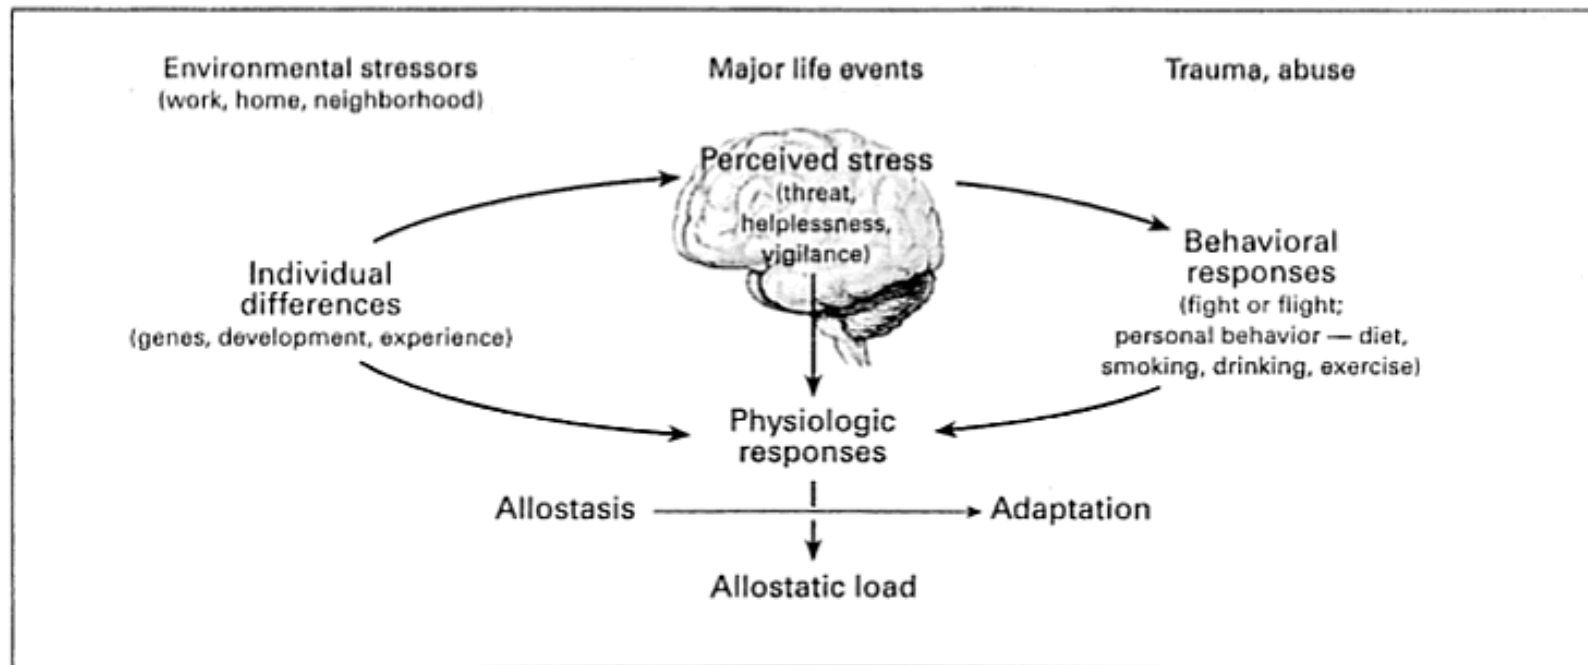 Environmental stressors
(work, home, neighborhood)
Major life events
Trauma, abuse
Perceived stress
(threat,
helplessness,
vigilance)
Individual
differences
(genes, development, experience)
Behavioral
responses
(fight or flight;
personal behavior — diet,
smoking, drinking, exercise)
Physiologic
responses
Allostasis
Adaptation
Allostatic load